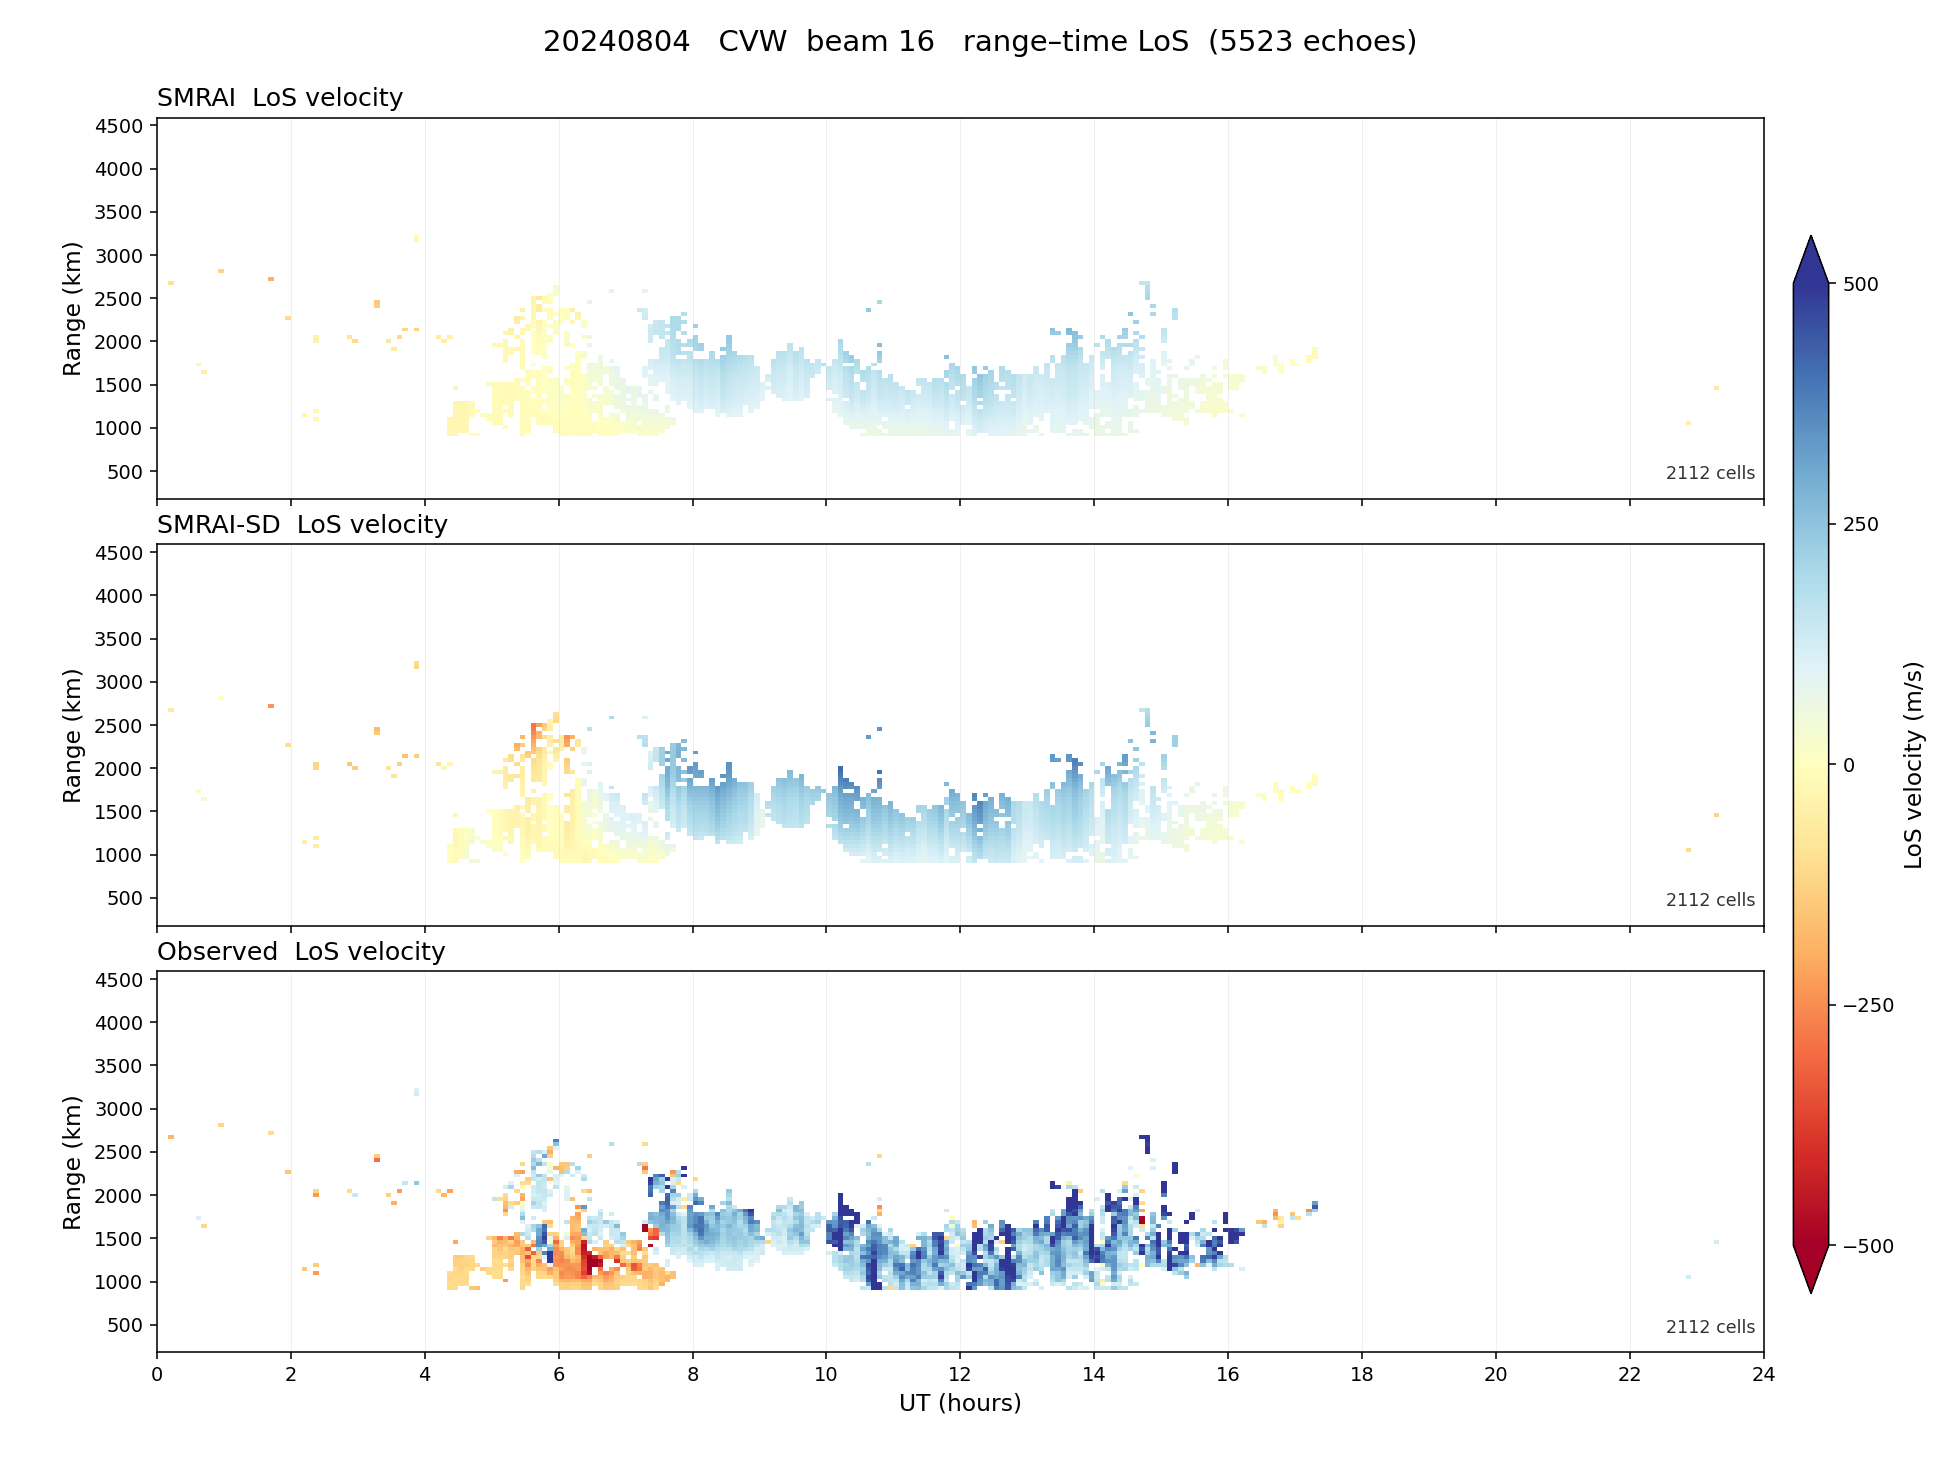 20240804   CVW  beam 16   range–time LoS  (5523 echoes)
SMRAI  LoS velocity
4500
4000
3500
3000
2500
2000
1500
1000
500
Range (km)
2112 cells
SMRAI-SD  LoS velocity
4500
4000
3500
3000
2500
2000
1500
1000
500
Range (km)
2112 cells
Observed  LoS velocity
4500
4000
3500
3000
2500
2000
1500
1000
500
Range (km)
2112 cells
0 2 4 6 8 10 12 14 16 18 20 22 24
UT (hours)
500
250
0
−250
−500
LoS velocity (m/s)